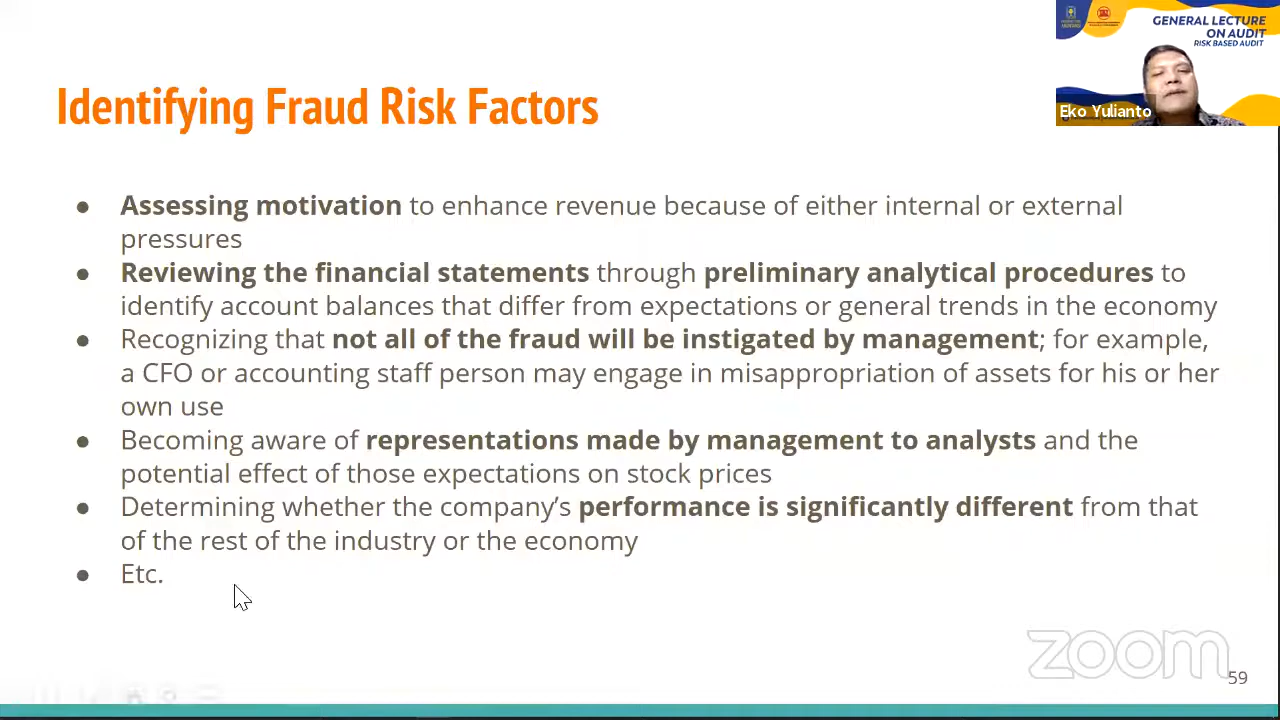 GENERAL LECTURE
ON AUDIT
RISK BASED AUDIT
Eko Yulianto
Identifying Fraud Risk Factors
● Assessing motivation to enhance revenue because of either internal or external
pressures
● Reviewing the financial statements through preliminary analytical procedures to
identify account balances that differ from expectations or general trends in the economy
● Recognizing that not all of the fraud will be instigated by management; for example,
a CFO or accounting staff person may engage in misappropriation of assets for his or her
own use
● Becoming aware of representations made by management to analysts and the
potential effect of those expectations on stock prices
● Determining whether the company’s performance is significantly different from that
of the rest of the industry or the economy
● Etc.
zoom
59